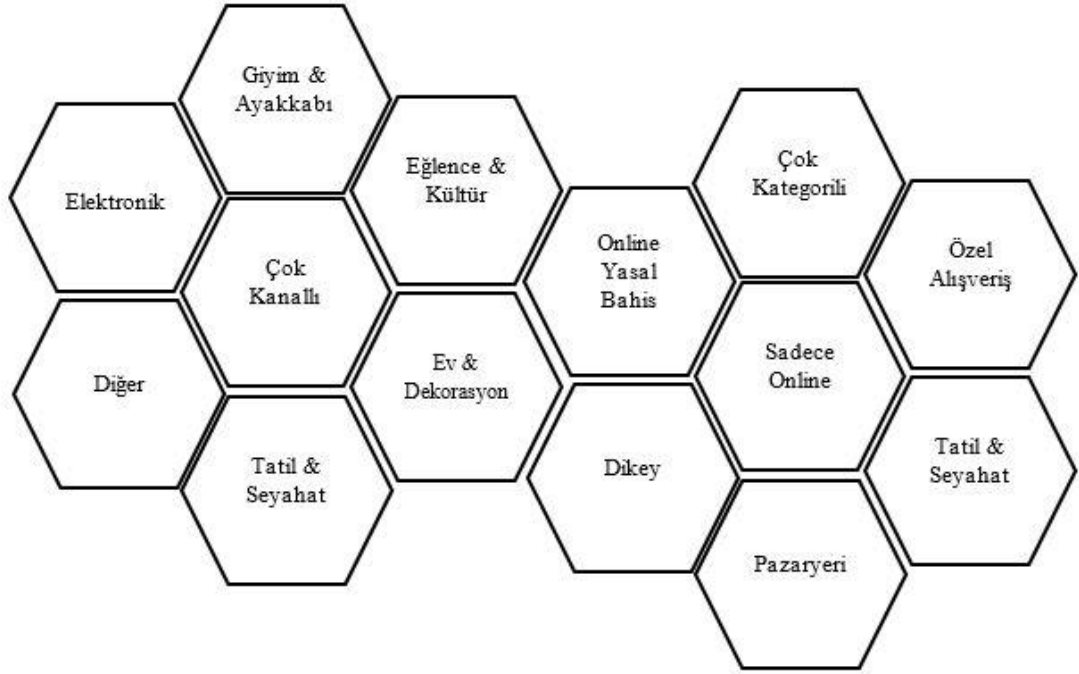 Giyim &
Ayakkabı
Elektronik
Eğlence &
Kültür
Çok
Kanallı
Diğer
Ev &
Dekorasyon
Tatil &
Seyahat
Çok
Kategorili
Online
Yasal
Bahis
Özel
Alışveriş
Sadece
Online
Dikey
Tatil &
Seyahat
Pazaryeri